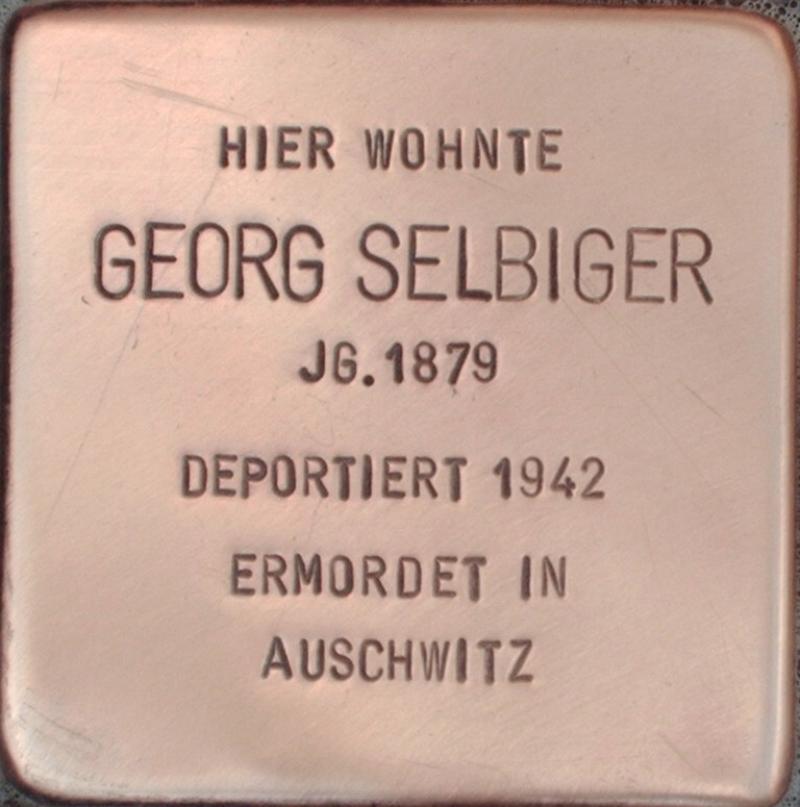 HIER WOHNTE
GEORG SELBIGER
JG.1879
DEPORTIERT 1942
ERMORDET IN
AUSCHWITZ